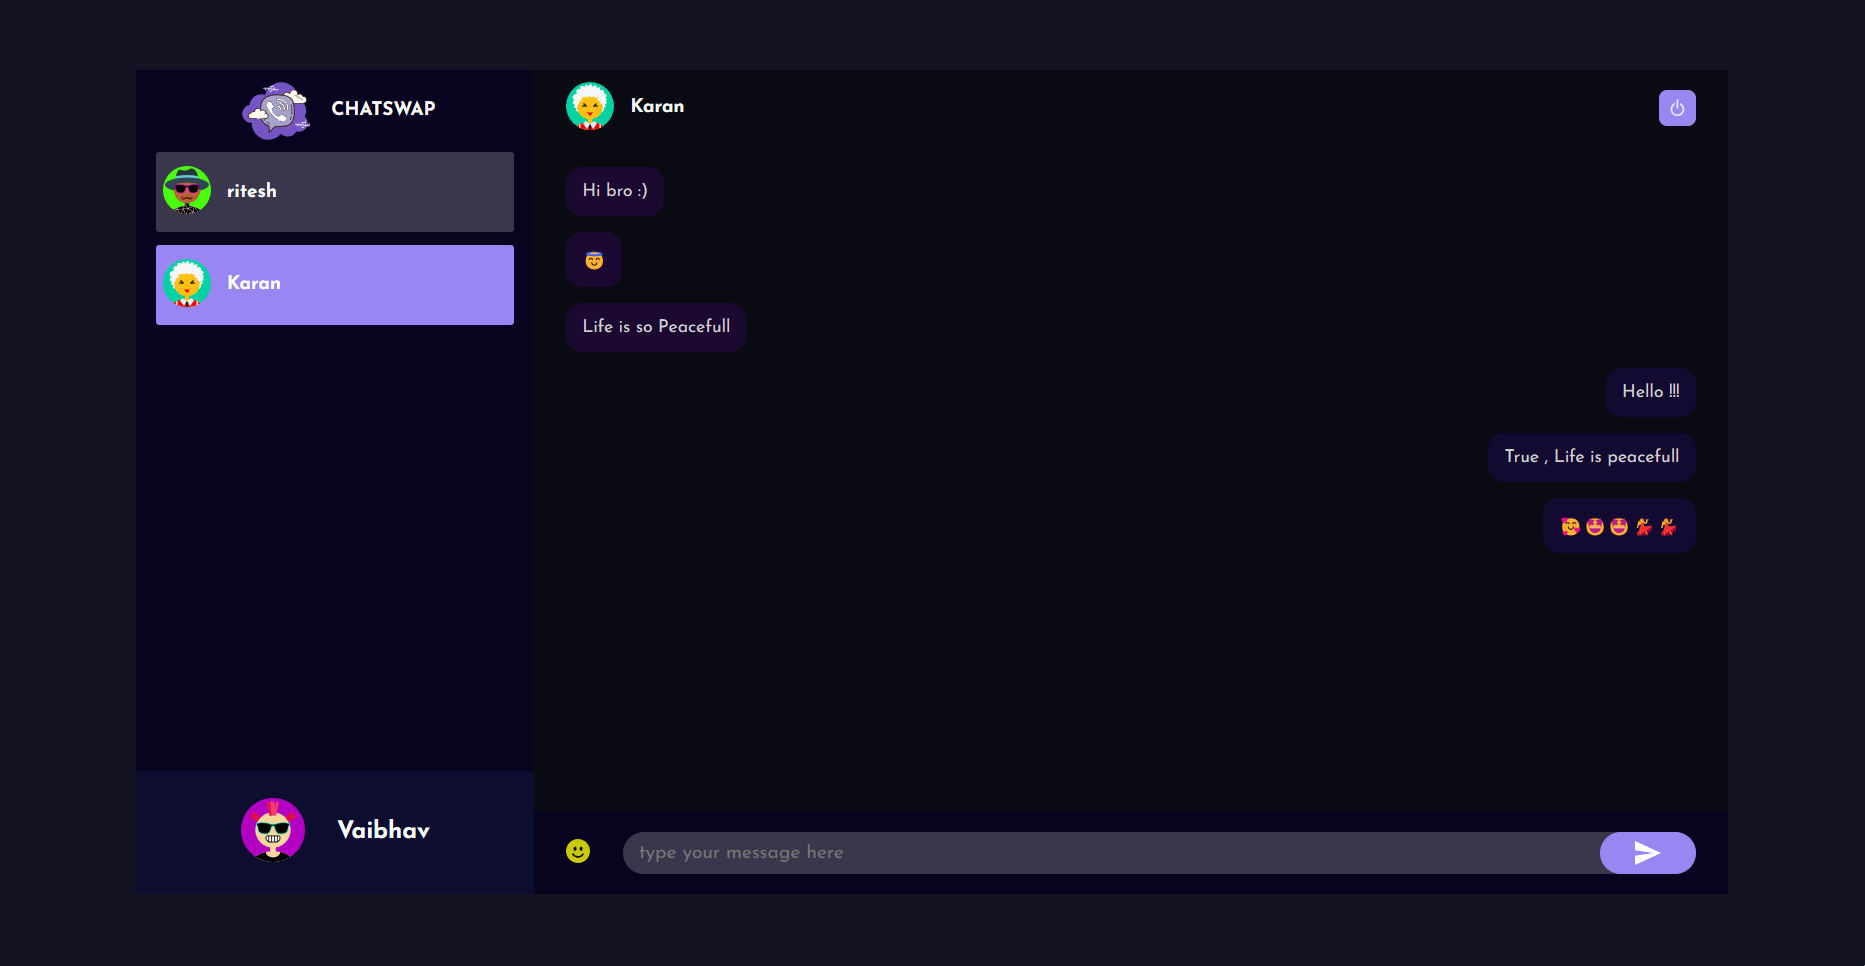 CHATSWAP
ritesh
Karan
Vaibhav
Karan
Hi bro :)
😇
Life is so Peacefull
Hello !!!
True , Life is peacefull
🥰🤩🤩💃💃
type your message here